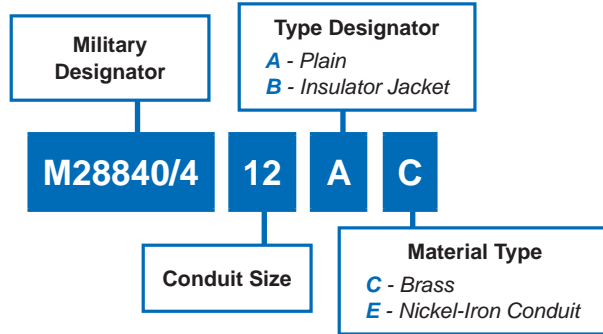 Military
Designator
Type Designator
A - Plain
B - Insulator Jacket
M28840/4 12 A C
Conduit Size
Material Type
C - Brass
E - Nickel-Iron Conduit